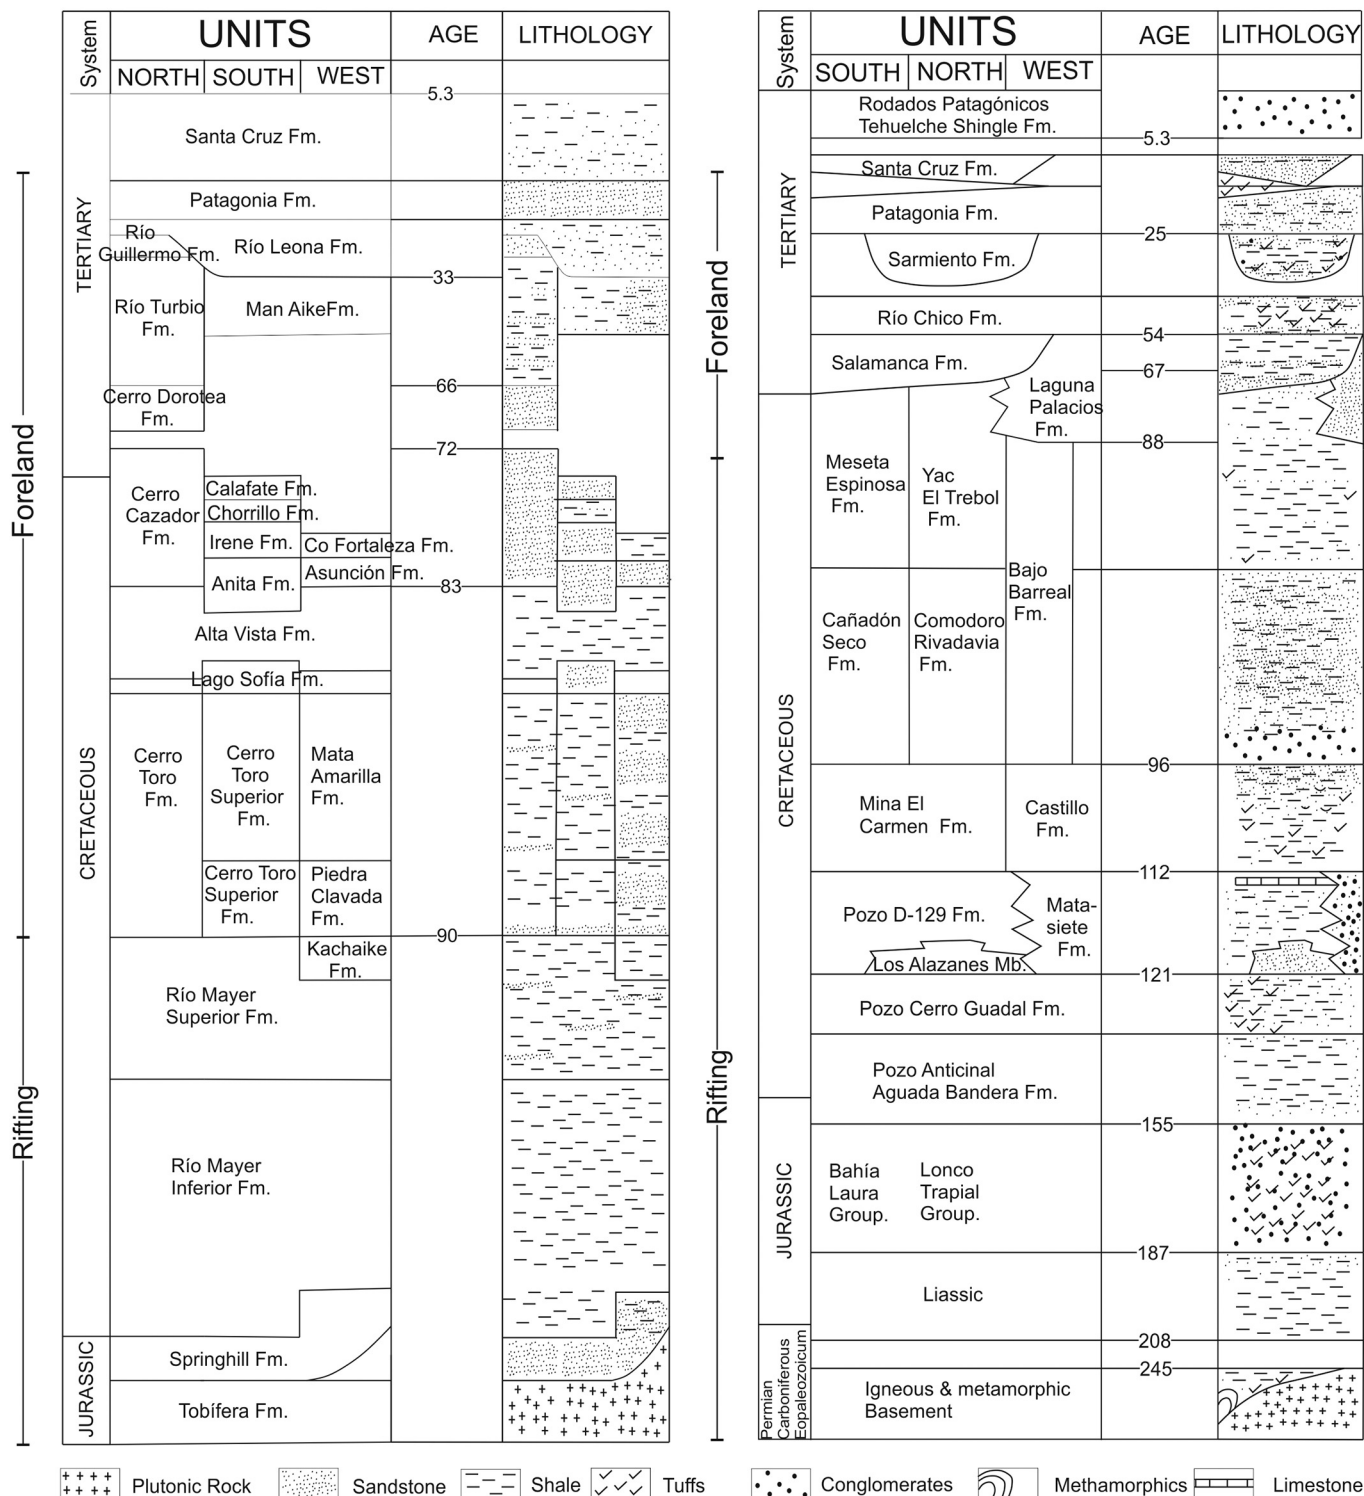 System
UNITS
AGE
LITHOLOGY
NORTH
SOUTH
WEST
5.3
Santa Cruz Fm.
Patagonia Fm.
Río
Guillermo Fm.
Río Leona Fm.
33
Río Turbio
Fm.
Man AikeFm.
66
Cerro Dorotea
Fm.
72
Cerro
Cazador
Fm.
Calafate Fm.
Chorrillo Fm.
Irene Fm.
Co Fortaleza Fm.
Asunción Fm.
Anita Fm.
83
Alta Vista Fm.
Lago Sofía Fm.
Cerro
Toro
Fm.
Cerro
Toro
Superior
Fm.
Mata
Amarilla
Fm.
Cerro Toro
Superior
Fm.
Piedra
Clavada
Fm.
90
Kachaike
Fm.
Río Mayer
Superior Fm.
Río Mayer
Inferior Fm.
Springhill Fm.
Tobífera Fm.
TERTIARY
CRETACEOUS
JURASSIC
Foreland
Rifting
System
UNITS
AGE
LITHOLOGY
SOUTH
NORTH
WEST
Rodados Patagónicos
Tehuelche Shingle Fm.
5.3
Santa Cruz Fm.
Patagonia Fm.
25
Sarmiento Fm.
Río Chico Fm.
54
Salamanca Fm.
67
Laguna
Palacios
Fm.
88
Meseta
Espinosa
Fm.
Yac
El Trebol
Fm.
Bajo
Barreal
Fm.
Cañadón
Seco
Fm.
Comodoro
Rivadavia
Fm.
96
Mina El
Carmen Fm.
Castillo
Fm.
112
Pozo D-129 Fm.
Mata-
siete
Fm.
Los Alazanes Mb.
121
Pozo Cerro Guadal Fm.
Pozo Anticinal
Aguada Bandera Fm.
155
Bahía
Laura
Group.
Lonco
Trapial
Group.
187
Liassic
208
245
Igneous & metamorphic
Basement
TERTIARY
CRETACEOUS
JURASSIC
Permian
Carboniferous
Eopaleozoicum
Foreland
Rifting
Plutonic Rock
Sandstone
Shale
Tuffs
Conglomerates
Methamorphics
Limestone